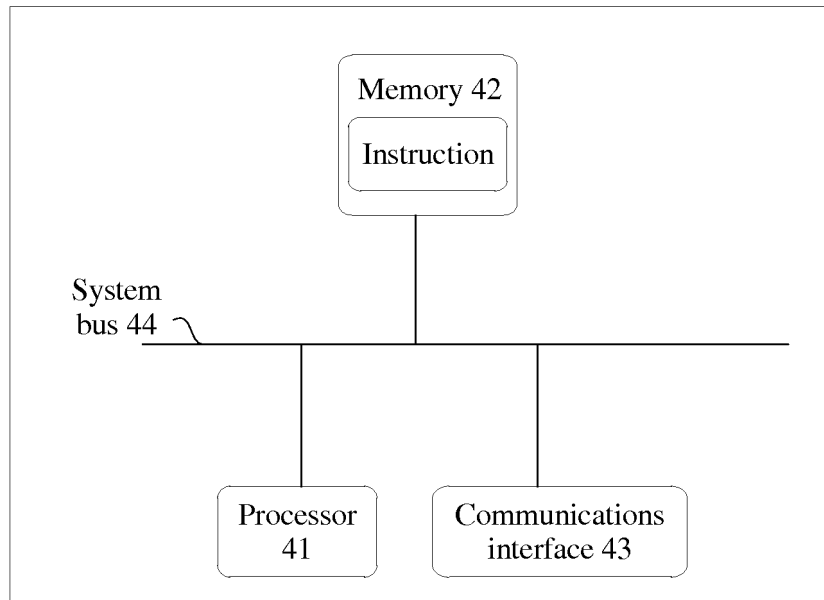 Memory 42
Instruction
System
bus 44
Processor
41
Communications
interface 43